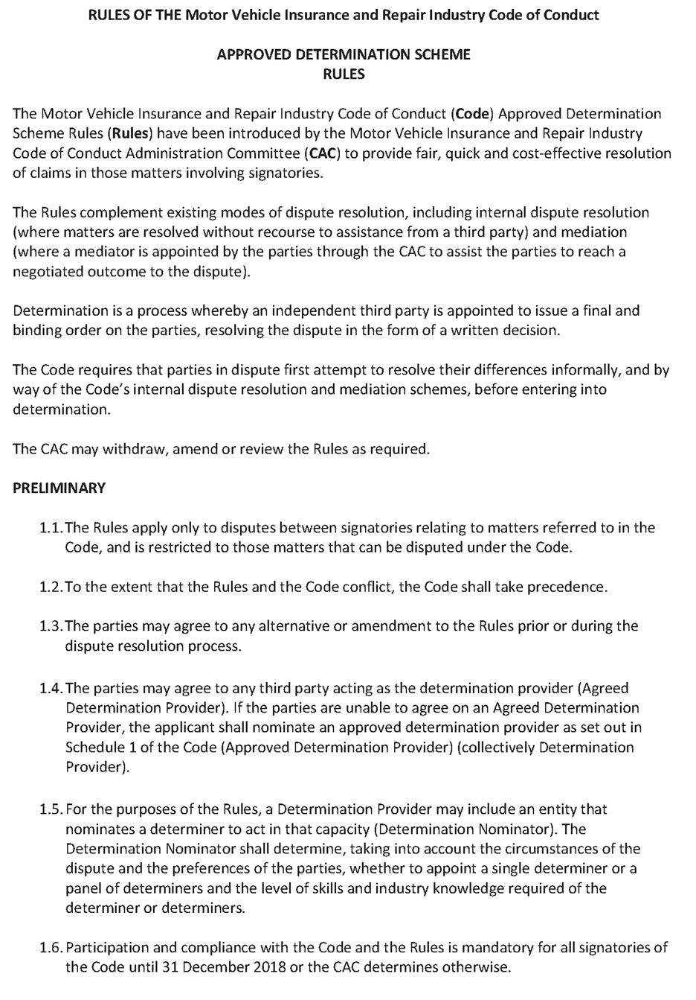 RULES OF THE Motor Vehicle Insurance and Repair Industry Code of Conduct
APPROVED DETERMINATION SCHEME
RULES
The Motor Vehicle Insurance and Repair Industry Code of Conduct (Code) Approved Determination
Scheme Rules (Rules) have been introduced by the Motor Vehicle Insurance and Repair Industry
Code of Conduct Administration Committee (CAC) to provide fair, quick and cost-effective resolution
of claims in those matters involving signatories.
The Rules complement existing modes of dispute resolution, including internal dispute resolution
(where matters are resolved without recourse to assistance from a third party) and mediation
(where a mediator is appointed by the parties through the CAC to assist the parties to reach a
negotiated outcome to the dispute).
Determination is a process whereby an independent third party is appointed to issue a final and
binding order on the parties, resolving the dispute in the form of a written decision.
The Code requires that parties in dispute first attempt to resolve their differences informally, and by
way of the Code's internal dispute resolution and mediation schemes, before entering into
determination.
The CAC may withdraw, amend or review the Rules as required.
PRELIMINARY
1.1. The Rules apply only to disputes between signatories relating to matters referred to in the
Code, and is restricted to those matters that can be disputed under the Code.
1.2. To the extent that the Rules and the Code conflict, the Code shall take precedence.
1.3. The parties may agree to any alternative or amendment to the Rules prior or during the
dispute resolution process.
1.4. The parties may agree to any third party acting as the determination provider (Agreed
Determination Provider). If the parties are unable to agree on an Agreed Determination
Provider, the applicant shall nominate an approved determination provider as set out in
Schedule 1 of the Code (Approved Determination Provider) (collectively Determination
Provider).
1.5. For the purposes of the Rules, a Determination Provider may include an entity that
nominates a determiner to act in that capacity (Determination Nominator). The
Determination Nominator shall determine, taking into account the circumstances of the
dispute and the preferences of the parties, whether to appoint a single determiner or a
panel of determiners and the level of skills and industry knowledge required of the
determiner or determiners.
1.6. Participation and compliance with the Code and the Rules is mandatory for all signatories of
the Code until 31 December 2018 or the CAC determines otherwise.